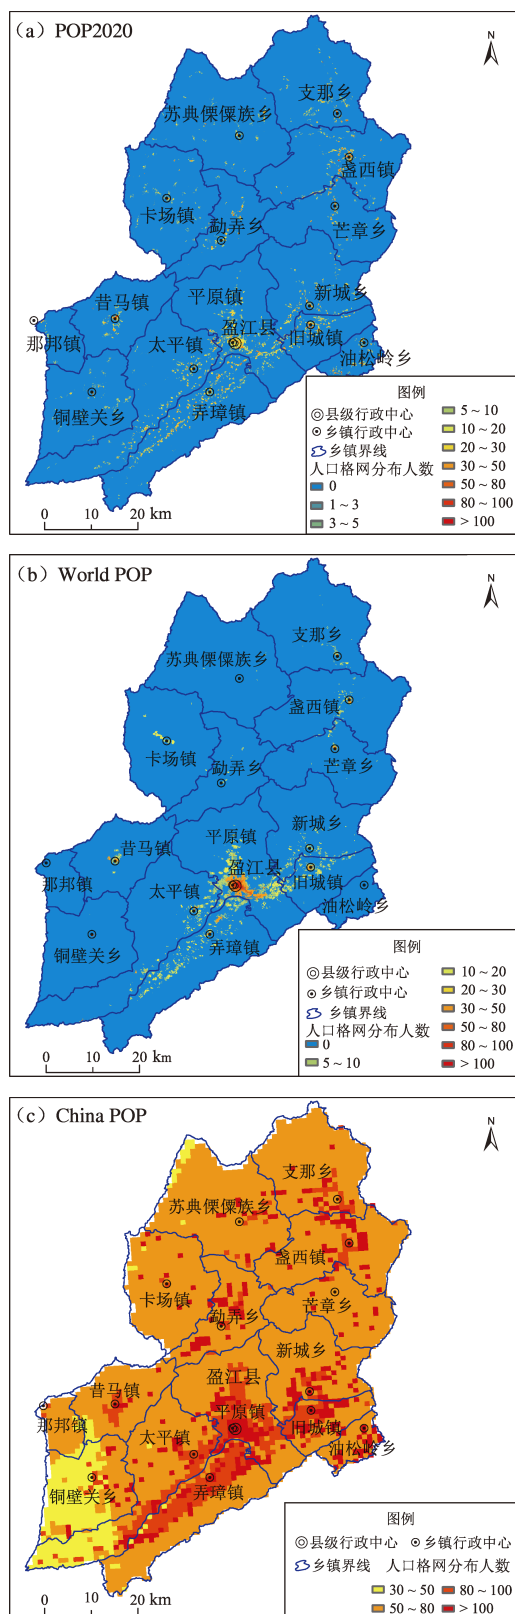 (a) POP2020
N
支那乡
苏典傈僳族乡
盏西镇
卡场镇
勐弄乡
芒章乡
平原镇
新城乡
昔马镇
盈江县
那邦镇
太平镇
旧城镇
油松岭乡
铜壁关乡
弄璋镇
图例
县级行政中心
乡镇行政中心
乡镇界线
人口格网分布人数
0
1~3
3~5
5~10
10~20
20~30
30~50
50~80
80~100
>100
0 10 20 km
(b) World POP
N
支那乡
苏典傈僳族乡
盏西镇
卡场镇
勐弄乡
芒章乡
平原镇
新城乡
昔马镇
盈江县
那邦镇
太平镇
旧城镇
油松岭乡
铜壁关乡
弄璋镇
图例
县级行政中心
乡镇行政中心
乡镇界线
人口格网分布人数
0
5~10
10~20
20~30
30~50
50~80
80~100
>100
0 10 20 km
(c) China POP
N
支那乡
苏典傈僳族乡
盏西镇
卡场镇
芒章乡
勐弄乡
新城乡
盈江县
昔马镇
平原镇
那邦镇
太平镇
旧城镇
油松岭乡
铜壁关乡
弄璋镇
图例
县级行政中心 乡镇行政中心
乡镇界线 人口格网分布人数
30~50 80~100
50~80 >100
0 10 20 km